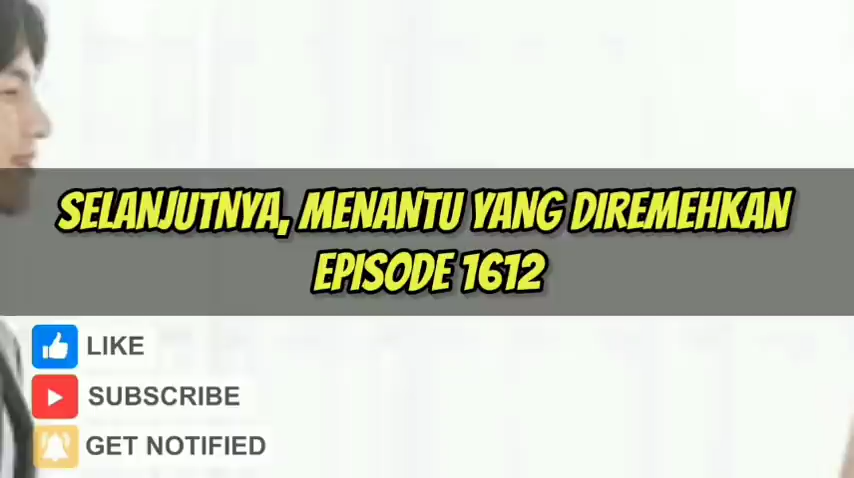 SELANJUTNYA, MENANTU YANG DIREMEHKAN
EPISODE 1612
LIKE
SUBSCRIBE
GET NOTIFIED